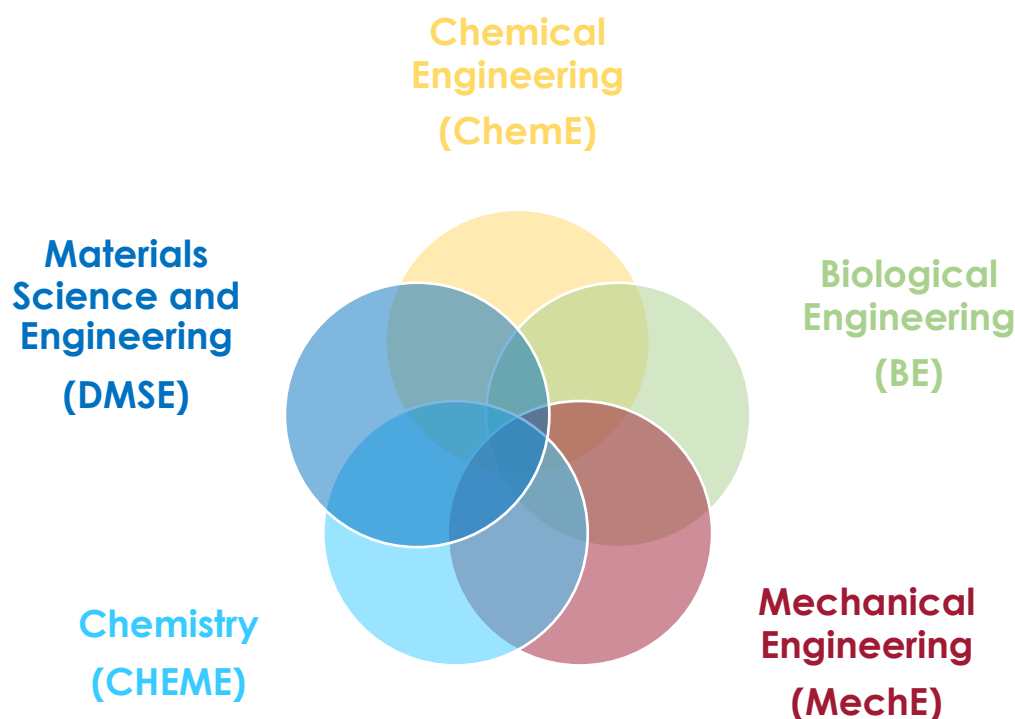 Chemical
Engineering
(ChemE)
Materials
Science and
Engineering
(DMSE)
Biological
Engineering
(BE)
Chemistry
(CHEME)
Mechanical
Engineering
(MechE)